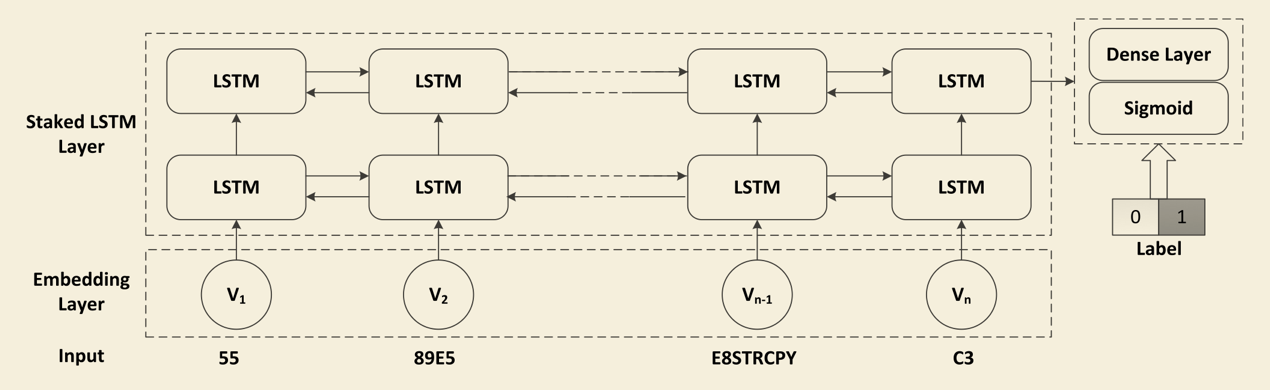 LSTM LSTM LSTM LSTM
Dense Layer
Sigmoid
Staked LSTM
Layer
LSTM LSTM LSTM LSTM
0 1
Label
Embedding
Layer
V1 V2 Vn-1 Vn
Input 55 89E5 E8STRCPY C3